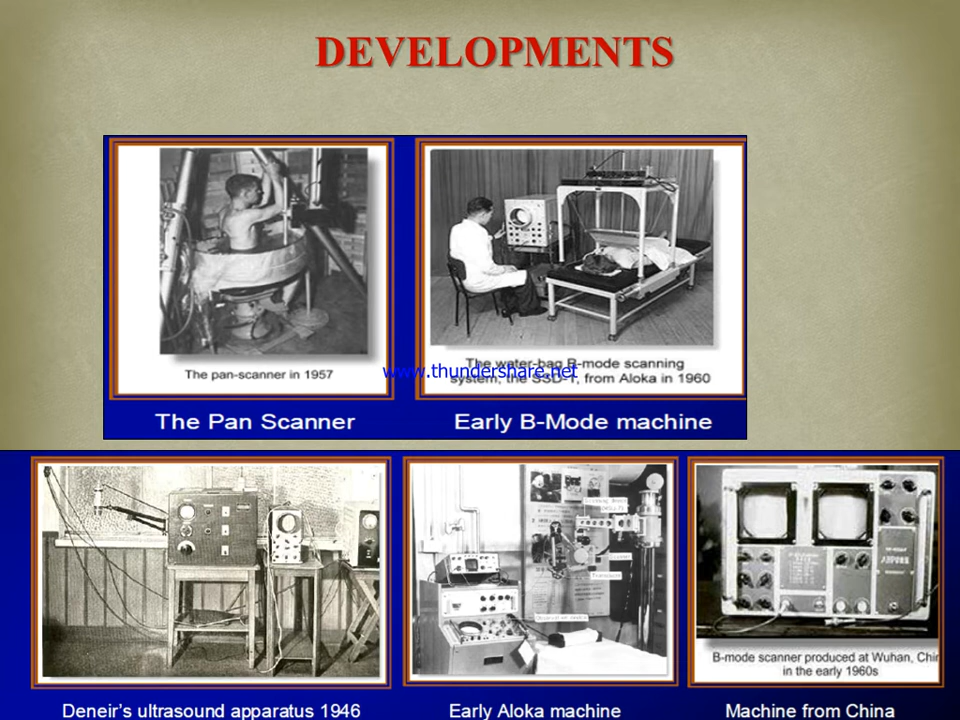 DEVELOPMENTS
The pan-scanner in 1957
The water-bag B-mode scanning
system, the SSD-1, from Aloka in 1960
www.thundershare.net
The Pan Scanner
Early B-Mode machine
B-mode scanner produced at Wuhan, Chin
in the early 1960s
Deneir's ultrasound apparatus 1946
Early Aloka machine
Machine from China